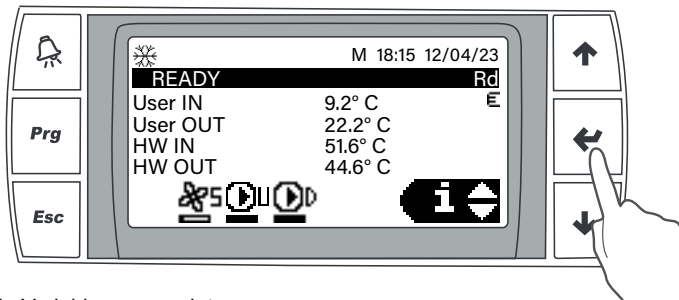 M 18:15 12/04/23
READY Rd
User IN 9.2° C E
User OUT 22.2° C
HW IN 51.6° C
HW OUT 44.6° C
S U D i
Prg
Esc